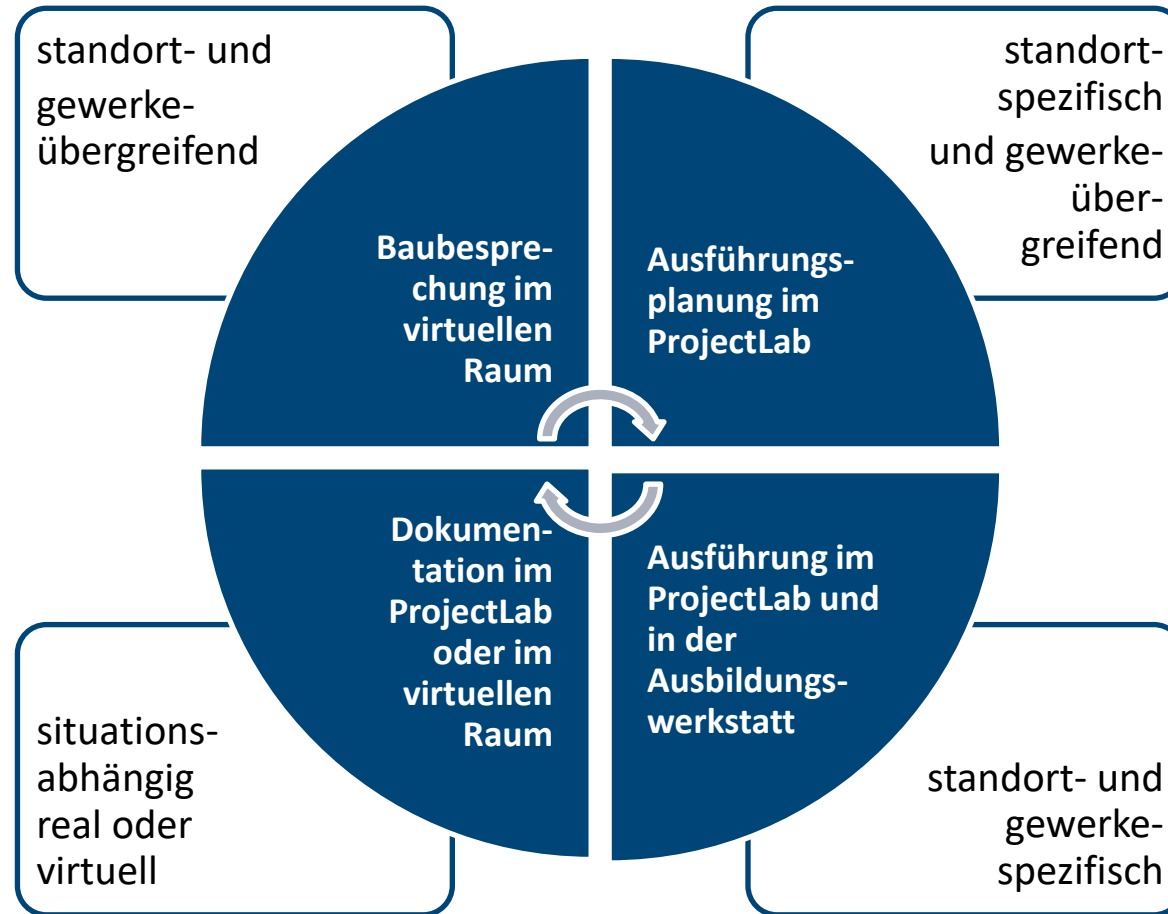 standort- und
gewerke-
übergreifend
standort-
spezifisch
und gewerke-
über-
greifend
Baubespre-
chung im
virtuellen
Raum
Ausführungs-
planung im
ProjectLab
Dokumen-
tation im
ProjectLab
oder im
virtuellen
Raum
Ausführung im
ProjectLab und
in der
Ausbildungs-
werkstatt
situations-
abhängig
real oder
virtuell
standort- und
gewerke-
spezifisch